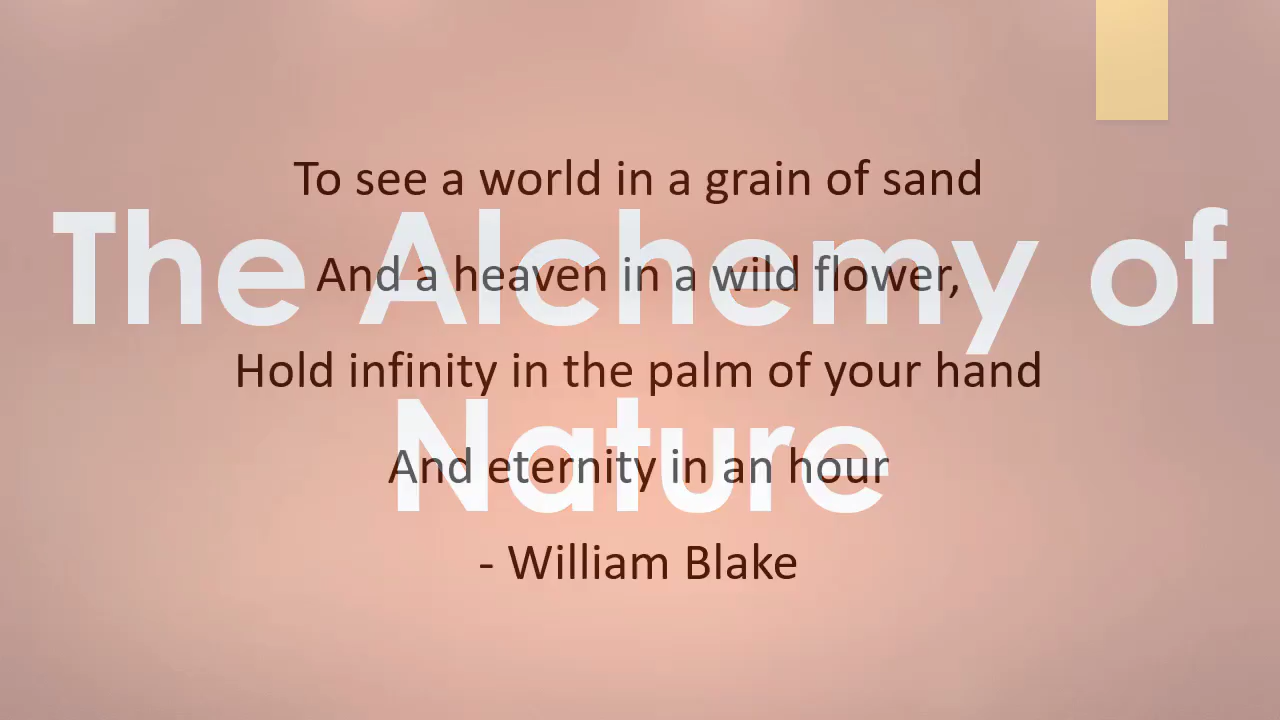 To see a world in a grain of sand
The Alchemy of
And a heaven in a wild flower,
Hold infinity in the palm of your hand
Nature
And eternity in an hour
- William Blake